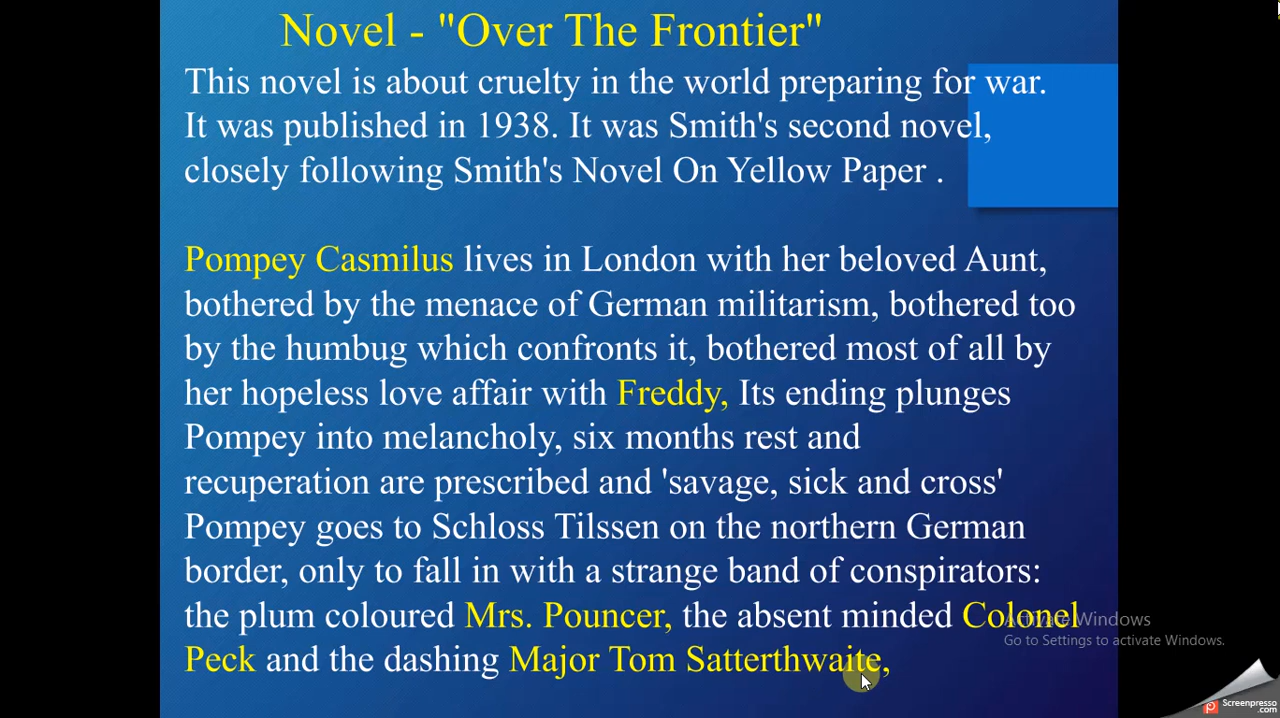 Novel - "Over The Frontier"
This novel is about cruelty in the world preparing for war.
It was published in 1938. It was Smith's second novel,
closely following Smith's Novel On Yellow Paper .
Pompey Casmilus lives in London with her beloved Aunt,
bothered by the menace of German militarism, bothered too
by the humbug which confronts it, bothered most of all by
her hopeless love affair with Freddy, Its ending plunges
Pompey into melancholy, six months rest and
recuperation are prescribed and 'savage, sick and cross'
Pompey goes to Schloss Tilssen on the northern German
border, only to fall in with a strange band of conspirators:
the plum coloured Mrs. Pouncer, the absent minded Colonel
Peck and the dashing Major Tom Satterthwaite,
Activate Windows
Go to Settings to activate Windows.
Screenpresso
.com